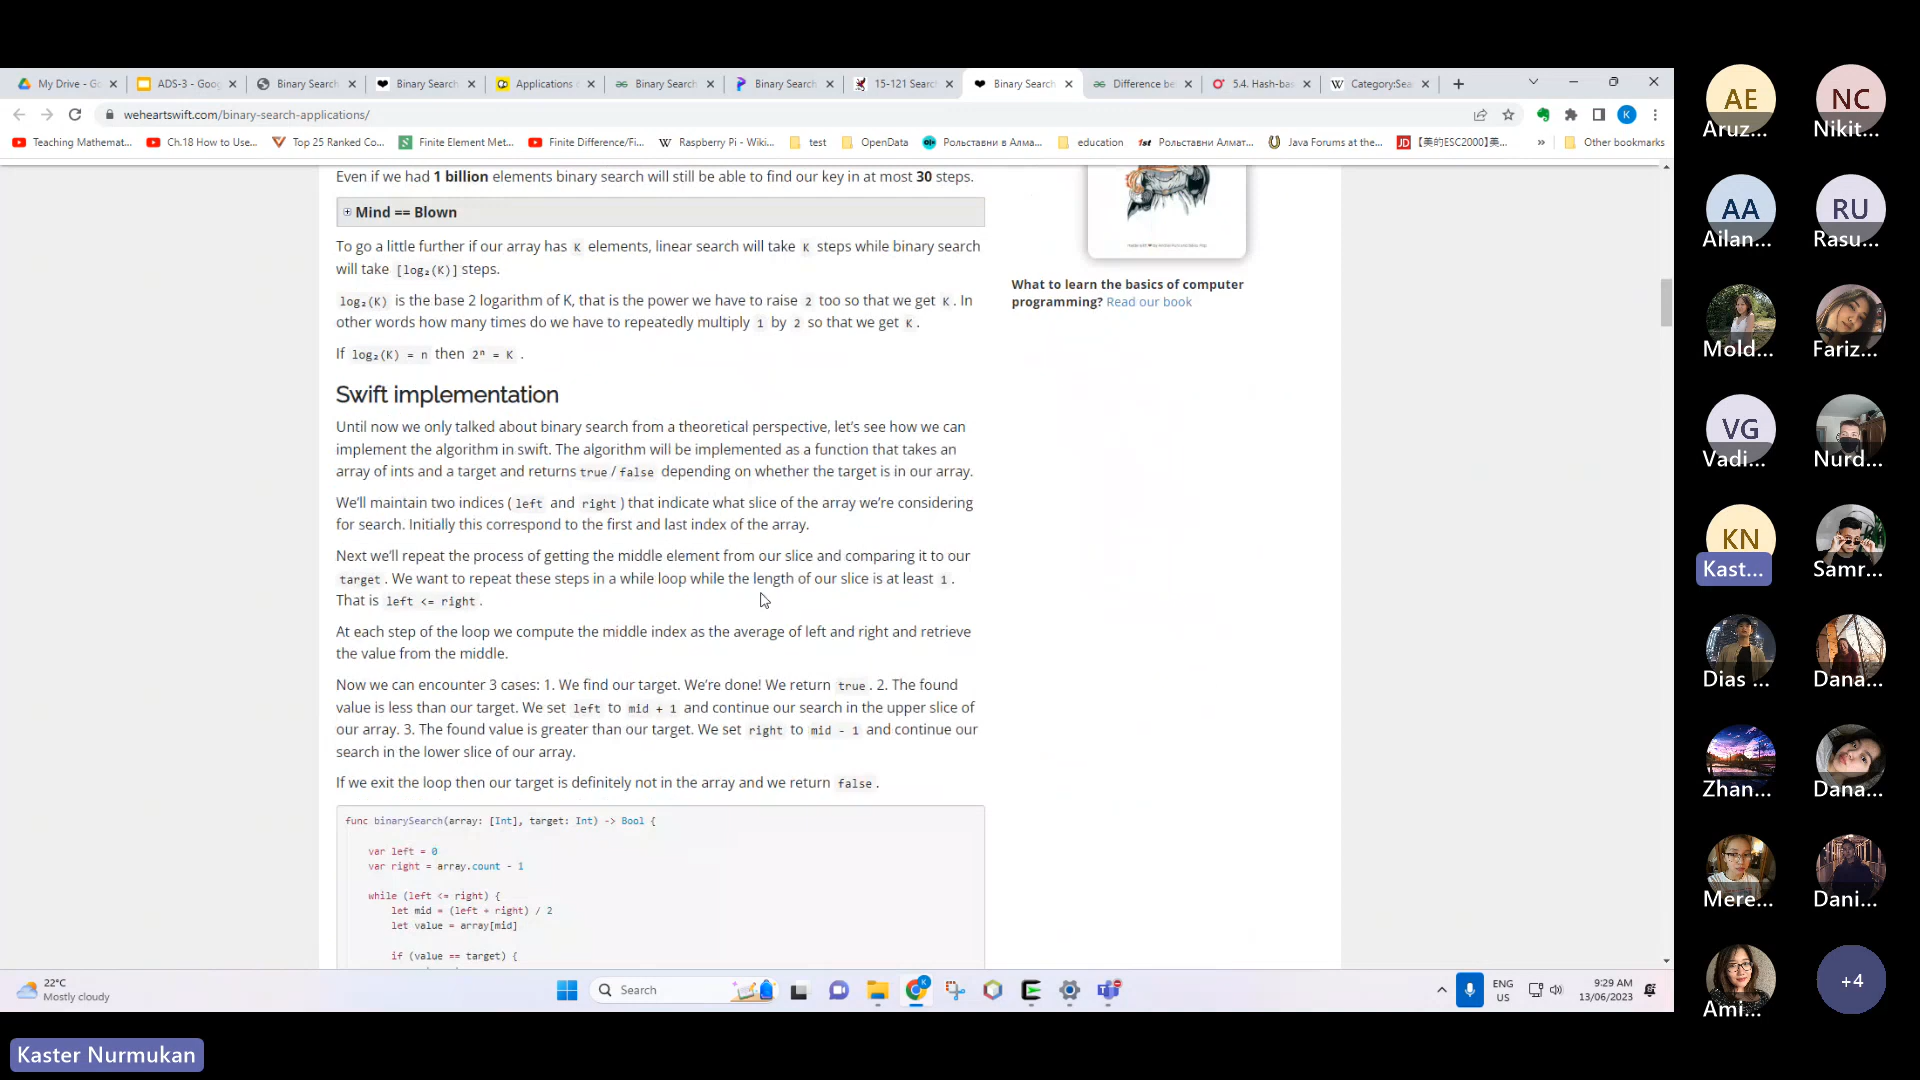 My Drive - Go
ADS-3 - Goog
Binary Search
Binary Search
Applications o
Binary Search
Binary Search
15-121 Searc
Binary Search
Difference be
5.4. Hash-bas
Category:Sea
weheartswift.com/binary-search-applications/
K
Teaching Mathemat...
Ch.18 How to Use...
Top 25 Ranked Co...
Finite Element Met...
Finite Difference/Fi...
Raspberry Pi - Wiki...
test
OpenData
Рольставни в Алма...
education
1st Рольставни Алмат...
Java Forums at the...
JD 【美的ESC2000】美...
»
Other bookmarks
Even if we had 1 billion elements binary search will still be able to find our key in at most 30 steps.
Mind == Blown
To go a little further if our array has K elements, linear search will take K steps while binary search
will take [log₂(K)] steps.
log₂(K) is the base 2 logarithm of K, that is the power we have to raise 2 too so that we get K. In
other words how many times do we have to repeatedly multiply 1 by 2 so that we get K.
If log₂(K) = n then 2ⁿ = K .
Swift implementation
Until now we only talked about binary search from a theoretical perspective, let's see how we can
implement the algorithm in swift. The algorithm will be implemented as a function that takes an
array of ints and a target and returns true/false depending on whether the target is in our array.
We'll maintain two indices (left and right) that indicate what slice of the array we're considering
for search. Initially this correspond to the first and last index of the array.
Next we'll repeat the process of getting the middle element from our slice and comparing it to our
target. We want to repeat these steps in a while loop while the length of our slice is at least 1.
That is left <= right.
At each step of the loop we compute the middle index as the average of left and right and retrieve
the value from the middle.
Now we can encounter 3 cases: 1. We find our target. We're done! We return true. 2. The found
value is less than our target. We set left to mid + 1 and continue our search in the upper slice of
our array. 3. The found value is greater than our target. We set right to mid - 1 and continue our
search in the lower slice of our array.
If we exit the loop then our target is definitely not in the array and we return false.
func binarySearch(array: [Int], target: Int) -> Bool {
var left = 0
var right = array.count - 1
while (left <= right) {
let mid = (left + right) / 2
let value = array[mid]
if (value == target) {
What to learn the basics of computer
programming? Read our book
22°C
Mostly cloudy
Search
ENG
US
9:29 AM
13/06/2023
AE
Aruz...
NC
Nikit...
AA
Ailan...
RU
Rasu...
Mold...
Fariz...
VG
Vadi...
Nurd...
KN
Kast...
Samr...
Dias ...
Dana...
Zhan...
Dana...
Mere...
Dani...
Ami...
+4
Kaster Nurmukan